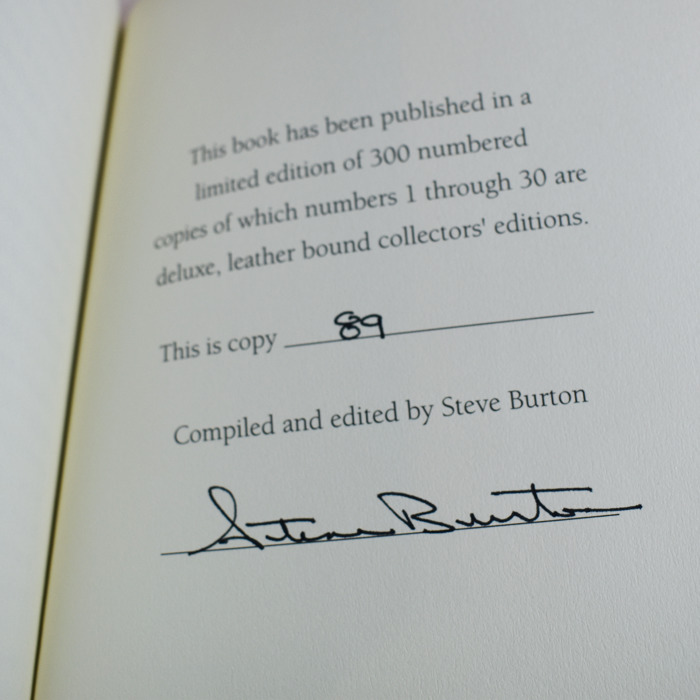 This book has been published in a
limited edition of 300 numbered
copies of which numbers 1 through 30 are
deluxe, leather bound collectors' editions.
This is copy 89
Compiled and edited by Steve Burton
Steve Burton